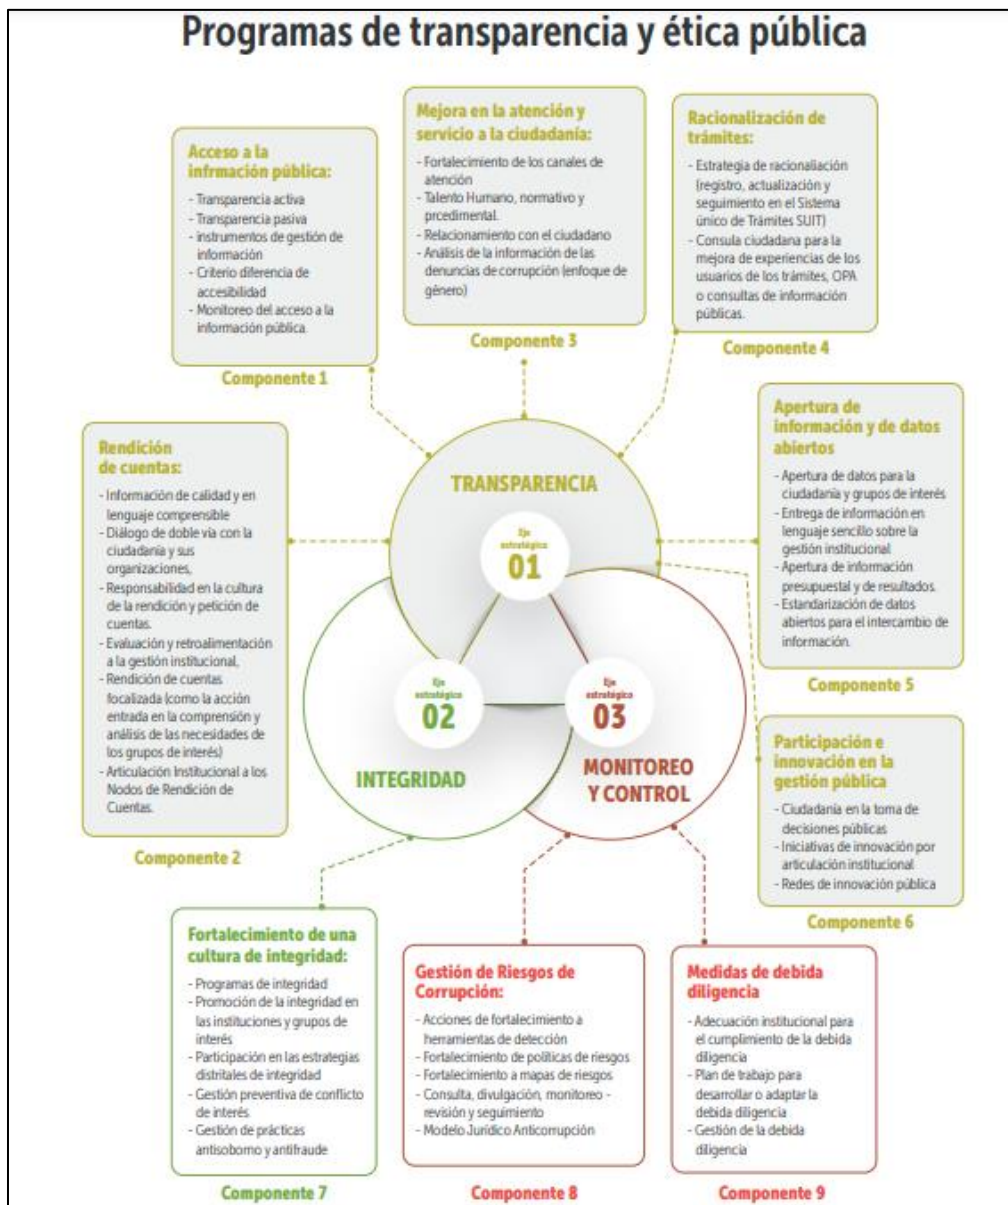 Programas de transparencia y ética pública
Acceso a la
infrmación pública:
- Transparencia activa
- Transparencia pasiva
- instrumentos de gestión de
información
- Criterio diferencia de
accesibilidad
- Monitoreo del acceso a la
información pública.
Componente 1
Mejora en la atención y
servicio a la ciudadanía:
- Fortalecimiento de los canales de
atención
- Talento Humano, normativo y
prcedimental.
- Relacionamiento con el ciudadano
- Análisis de la información de las
denuncias de corrupción (enfoque de
género)
Componente 3
Racionalización de
trámites:
- Estrategia de racionaliación
(registro, actualización y
seguimiento en el Sistema
único de Trámites SUIT)
- Consula ciudadana para la
mejora de experiencias de los
usuarios de los trámites, OPA
o consultas de información
públicas.
Componente 4
Rendición
de cuentas:
- Información de calidad y en
lenguaje comprensible
- Diálogo de doble vía con la
ciudadanía y sus
organizaciones,
- Responsabilidad en la cultura
de la rendición y petición de
cuentas.
- Evaluación y retroalimentación
a la gestión institucional,
- Rendición de cuentas
focalizada (como la acción
entrada en la comprensión y
análisis de las necesidades de
los grupos de interés)
- Articulación Institucional a los
Nodos de Rendición de
Cuentas.
Componente 2
TRANSPARENCIA
Eje
estratégico
01
Eje
estratégico
02
INTEGRIDAD
Eje
estratégico
03
MONITOREO
Y CONTROL
Apertura de
información y de datos
abiertos
- Apertura de datos para la
ciudadanía y grupos de interés
- Entrega de información en
lenguaje sencillo sobre la
gestión institucional
- Apertura de información
presupuestal y de resultados.
- Estandarización de datos
abiertos para el intercambio de
información.
Componente 5
Participación e
innovación en la
gestión pública
- Ciudadanía en la toma de
decisiones públicas
- Iniciativas de innovación por
articulación institucional
- Redes de innovación pública
Componente 6
Fortalecimiento de una
cultura de integridad:
- Programas de integridad
- Promoción de la integridad en
las instituciones y grupos de
interés
- Participación en las estrategias
distritales de integridad
- Gestión preventiva de conflicto
de interés
- Gestión de prácticas
antisoborno y antifraude
Componente 7
Gestión de Riesgos de
Corrupción:
- Acciones de fortalecimiento a
herramientas de detección
- Fortalecimiento de políticas de riesgos
- Fortalecimiento a mapas de riesgos
- Consulta, divulgación, monitoreo -
revisión y seguimiento
- Modelo Jurídico Anticorrupción
Componente 8
Medidas de debida
diligencia
- Adecuación institucional para
el cumplimiento de la debida
diligencia
- Plan de trabajo para
desarrollar o adaptar la
debida diligencia
- Gestión de la debida
diligencia
Componente 9